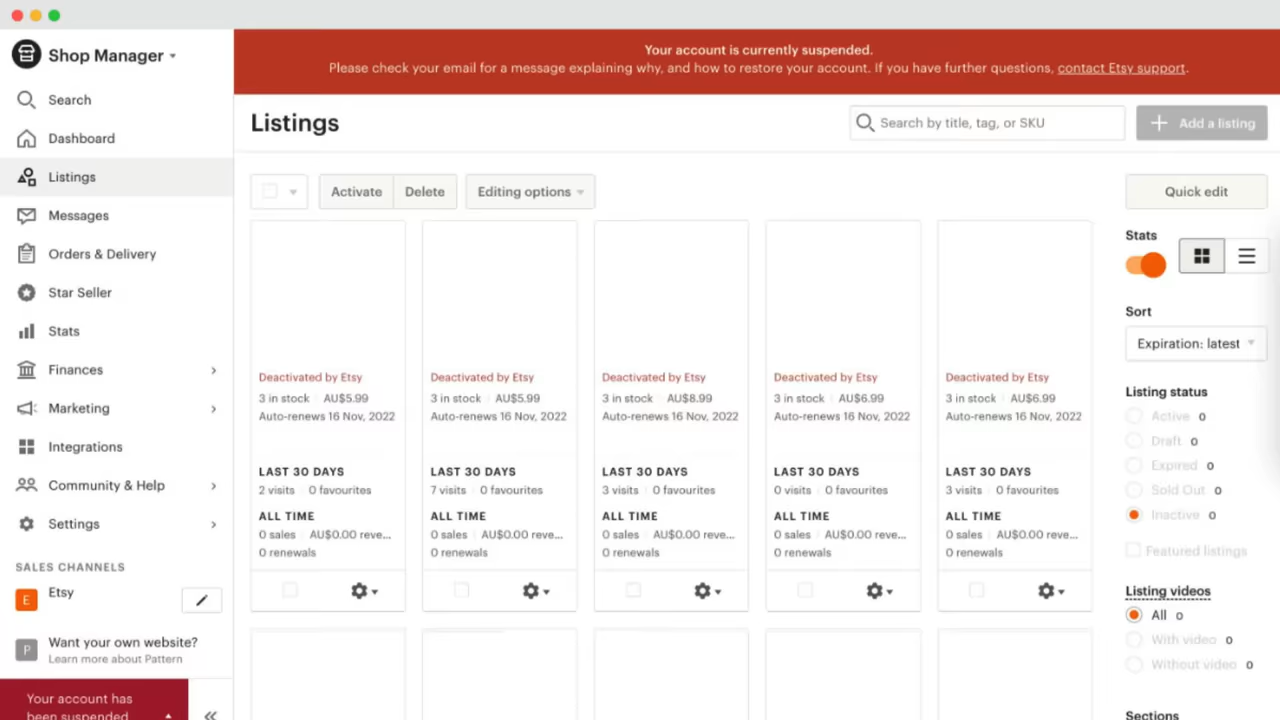 Shop Manager
Search
Dashboard
Listings
Messages
Orders & Delivery
Star Seller
Stats
Finances
Marketing
Integrations
Community & Help
Settings
SALES CHANNELS
E
Etsy
P
Want your own website?
Learn more about Pattern
Your account has
been suspended
Your account is currently suspended.
Please check your email for a message explaining why, and how to restore your account. If you have further questions, contact Etsy support.
Listings
Search by title, tag, or SKU
Add a listing
Activate
Delete
Editing options
Quick edit
Deactivated by Etsy
3 in stock AU$5.99
Auto-renews 16 Nov, 2022
LAST 30 DAYS
2 visits 0 favourites
ALL TIME
0 sales AU$0.00 reve...
0 renewals
Deactivated by Etsy
3 in stock AU$5.99
Auto-renews 16 Nov, 2022
LAST 30 DAYS
7 visits 0 favourites
ALL TIME
0 sales AU$0.00 reve...
0 renewals
Deactivated by Etsy
3 in stock AU$8.99
Auto-renews 16 Nov, 2022
LAST 30 DAYS
3 visits 0 favourites
ALL TIME
0 sales AU$0.00 reve...
0 renewals
Deactivated by Etsy
3 in stock AU$6.99
Auto-renews 16 Nov, 2022
LAST 30 DAYS
0 visits 0 favourites
ALL TIME
0 sales AU$0.00 reve...
0 renewals
Deactivated by Etsy
3 in stock AU$6.99
Auto-renews 16 Nov, 2022
LAST 30 DAYS
3 visits 0 favourites
ALL TIME
0 sales AU$0.00 reve...
0 renewals
Stats
Sort
Expiration: latest
Listing status
Active 0
Draft 0
Expired 0
Sold Out 0
Inactive 0
Featured listings
Listing videos
All 0
With video 0
Without video 0
Sections